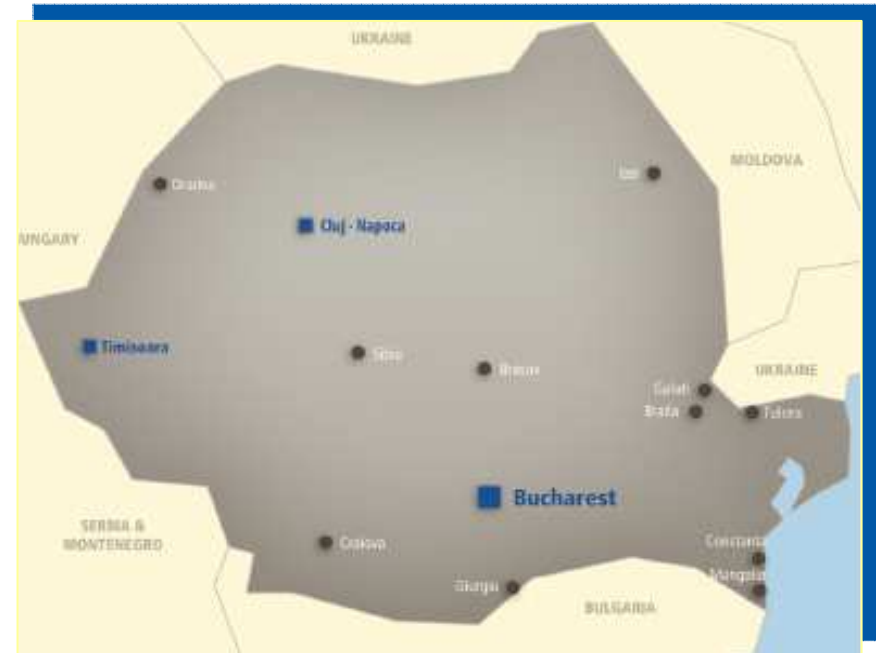 UKRAINE
MOLDOVA
Iasi
Oradea
Cluj - Napoca
UNGARY
Timisoara
Sibiu
Brasov
UKRAINE
Galati
Braila
Tulcea
Bucharest
SERBIA &
MONTENEGRO
Craiova
Constanta
Mangalia
Giurgiu
BULGARIA